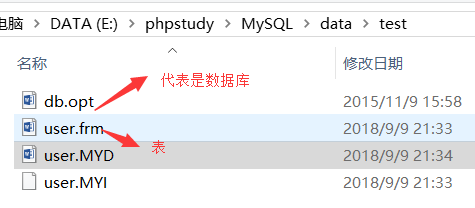 电脑 › DATA (E:) › phpstudy › MySQL › data › test
名称 修改日期
代表是数据库
db.opt 2015/11/9 15:58
user.frm 2018/9/9 21:33
表
user.MYD 2018/9/9 21:34
user.MYI 2018/9/9 21:33